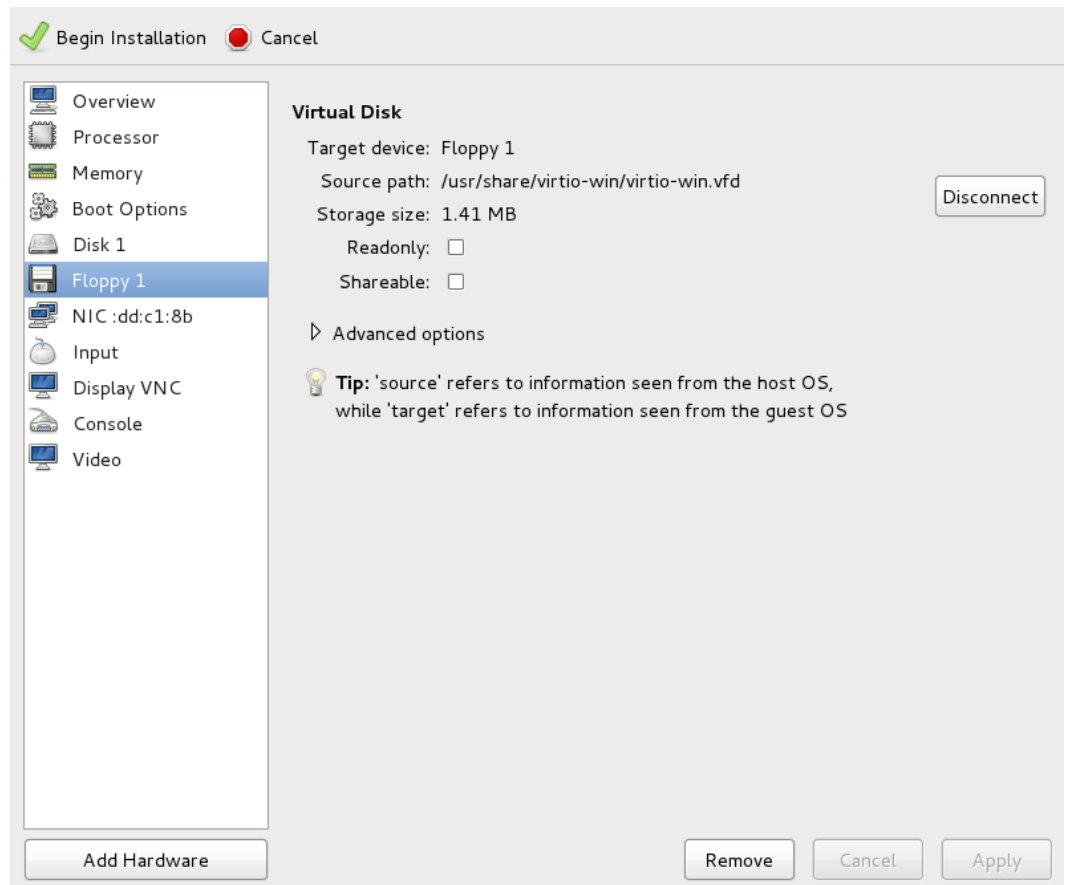 Begin Installation
Cancel
Overview
Processor
Memory
Boot Options
Disk 1
Floppy 1
NIC :dd:c1:8b
Input
Display VNC
Console
Video
Add Hardware
Virtual Disk
Target device: Floppy 1
Source path: /usr/share/virtio-win/virtio-win.vfd
Disconnect
Storage size: 1.41 MB
Readonly:
Shareable:
Advanced options
Tip: 'source' refers to information seen from the host OS,
while 'target' refers to information seen from the guest OS
Remove
Cancel
Apply